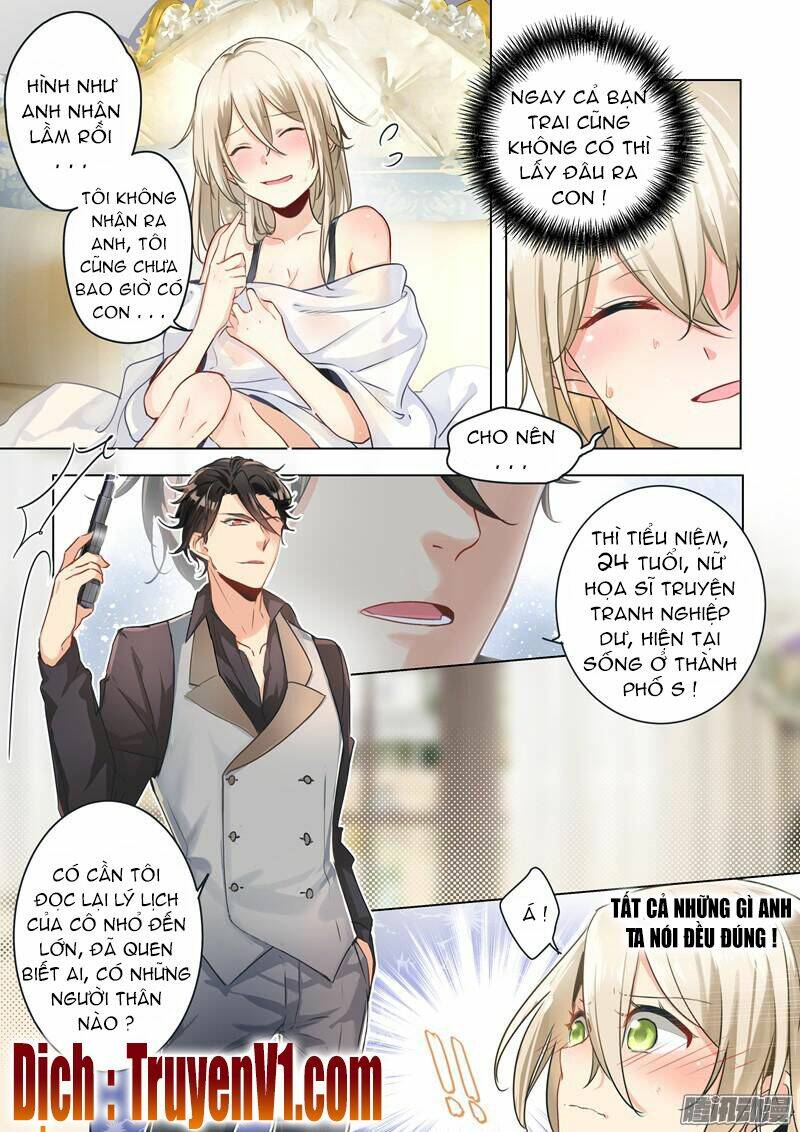 HÌNH NHƯ
ANH NHẬN
LẦM RỒI
...
TÔI KHÔNG
NHẬN RA
ANH, TÔI
CŨNG CHƯA
BAO GIỜ CÓ
CON ...
NGAY CẢ BẠN
TRAI CŨNG
KHÔNG CÓ THÌ
LẤY ĐÂU RA
CON !
CHO NÊN
...
THÌ TIỂU NIỆM,
24 TUỔI, NỮ
HỌA SĨ TRUYỆN
TRANH NGHIỆP
DƯ, HIỆN TẠI
SỐNG Ở THÀNH
PHỐ S !
CÓ CẦN TÔI
ĐỌC LẠI LÝ LỊCH
CỦA CÔ NHỎ ĐẾN
LỚN, ĐÃ QUEN
BIẾT AI, CÓ NHỮNG
NGƯỜI THÂN
NÀO ?
Á !
TẤT CẢ NHỮNG GÌ ANH
TA NÓI ĐỀU ĐÚNG !
!!
Dịch : TruyenV1.com
腾讯动漫